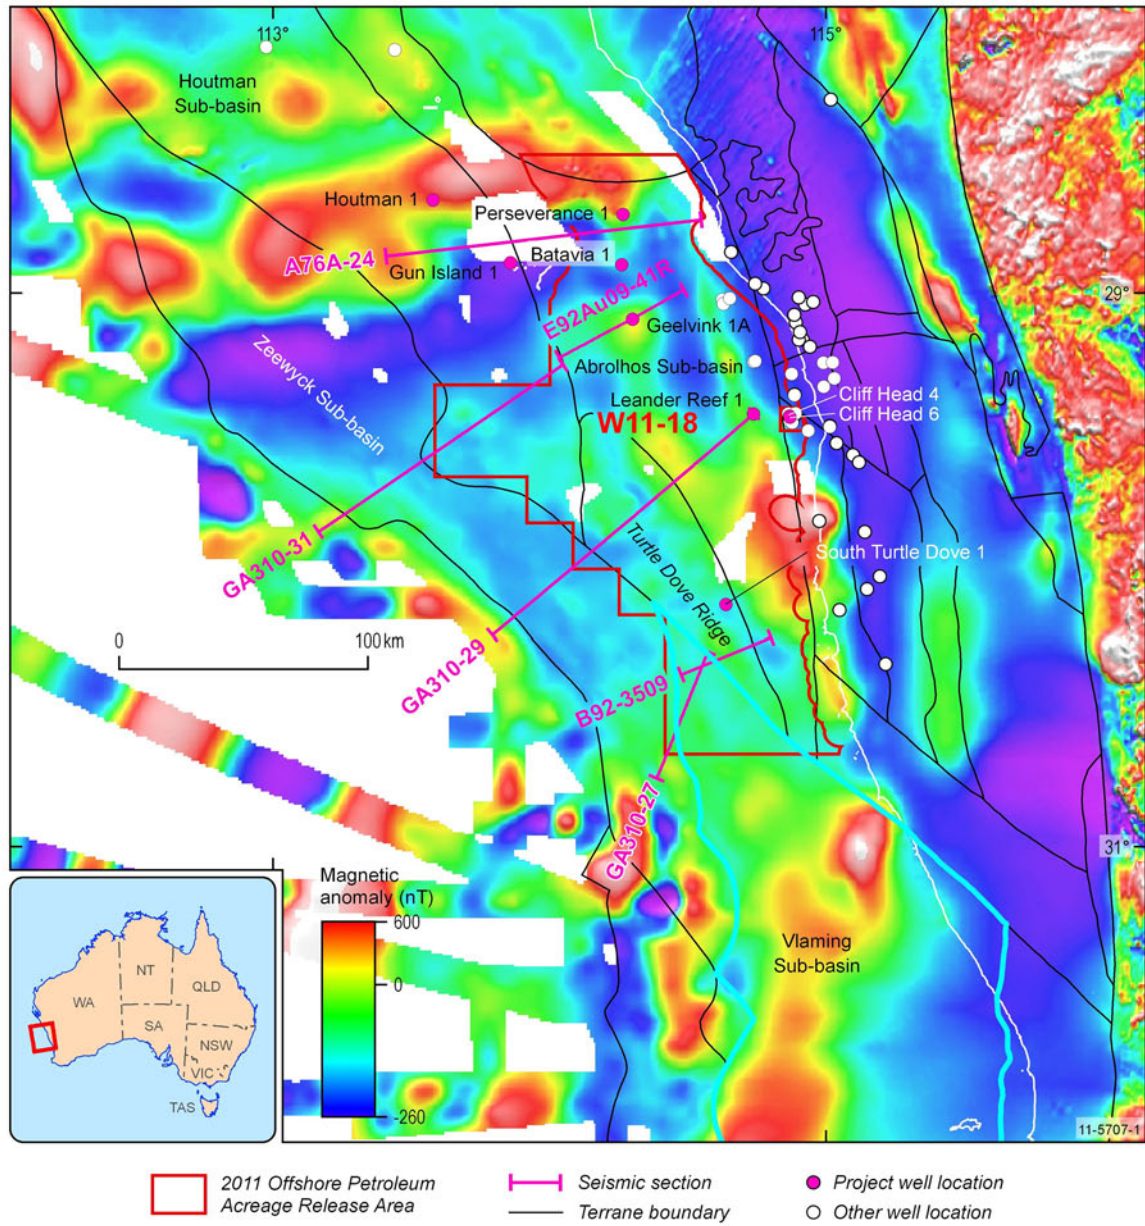 113°
115°
Houtman
Sub-basin
Houtman 1
Perseverance 1
A76A-24
Batavia 1
Gun Island 1
29°
E92Au09-41R
Geelvink 1A
Zeewyck Sub-basin
Abrolhos Sub-basin
Cliff Head 4
Leander Reef 1
Cliff Head 6
W11-18
GA310-31
South Turtle Dove 1
Turtle Dove Ridge
0
100 km
GA310-29
B92-3509
GA310-27
31°
Magnetic
anomaly (nT)
600
0
-260
Vlaming
Sub-basin
NT
WA
QLD
SA
NSW
VIC
TAS
11-5707-1
2011 Offshore Petroleum
Acreage Release Area
Seismic section
Terrane boundary
Project well location
Other well location